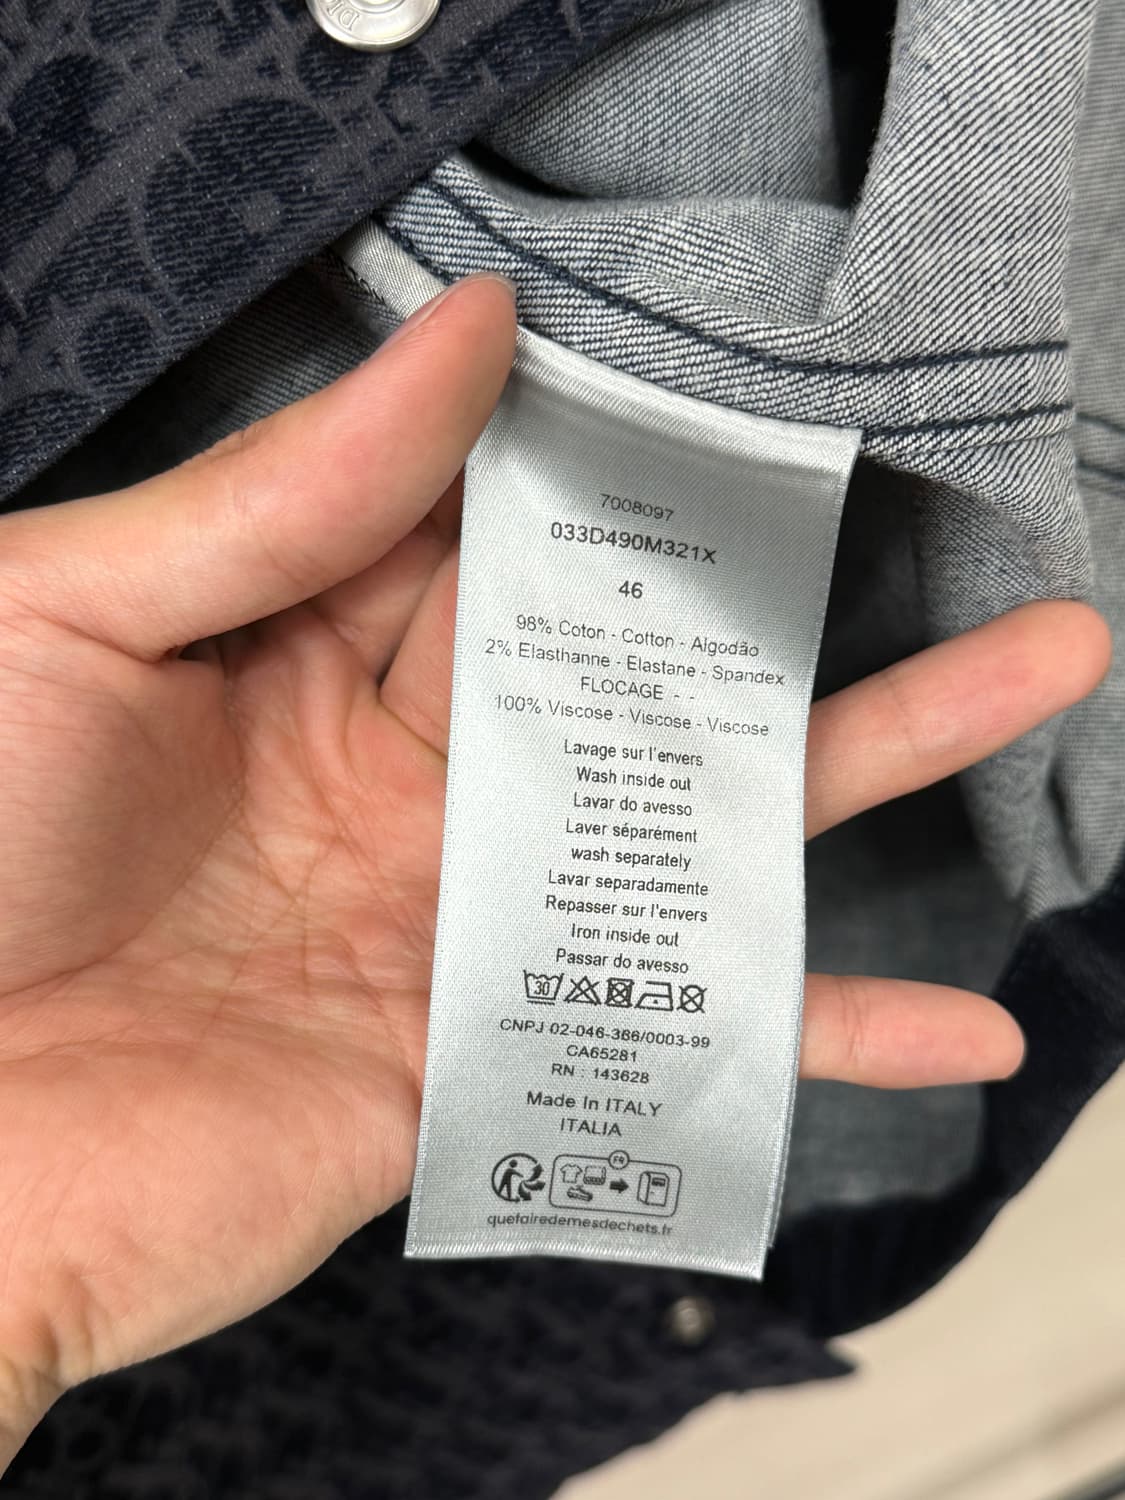 7008097
033D490M321X
46
98% Coton - Cotton - Algodão
2% Elasthanne - Elastane - Spandex
FLOCAGE - -
100% Viscose - Viscose - Viscose
Lavage sur l'envers
Wash inside out
Lavar do avesso
Laver séparément
wash separately
Lavar separadamente
Repasser sur l'envers
Iron inside out
Passar do avesso
30
CNPJ 02-046-366/0003-99
CA65281
RN : 143628
Made In ITALY
ITALIA
FR
quefairedemesdechets.fr